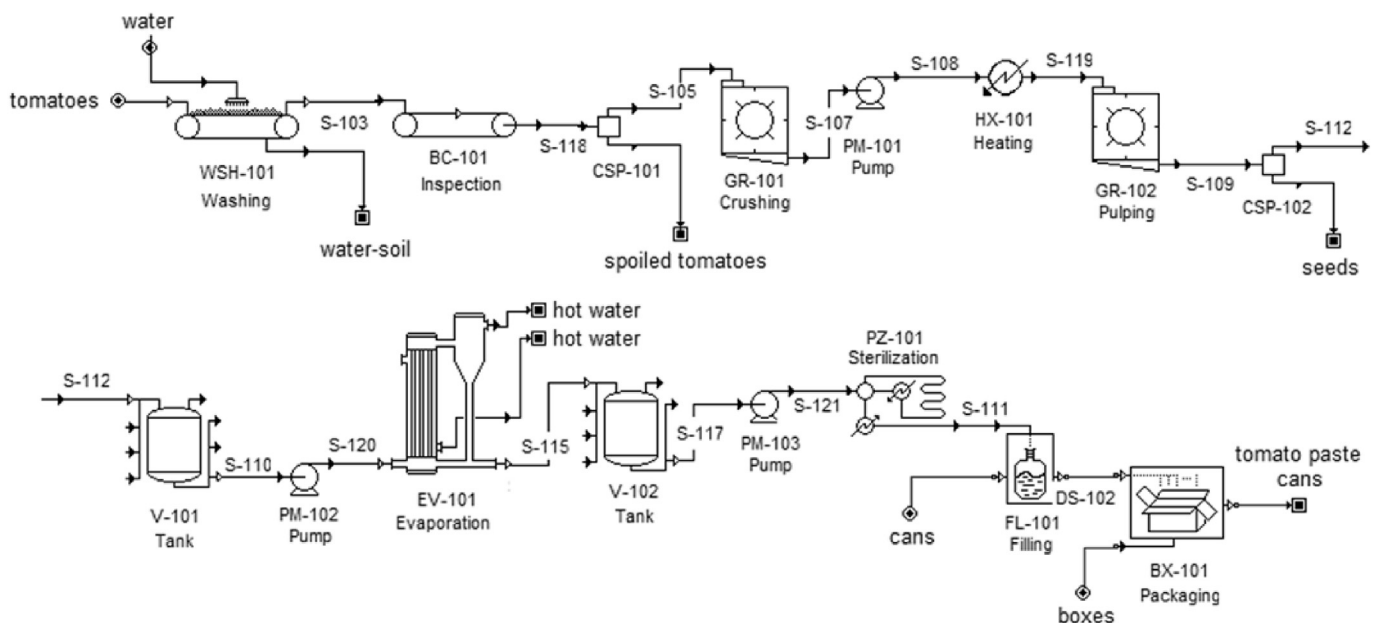 water
tomatoes
S-103
WSH-101
Washing
water-soil
BC-101
Inspection
S-118
CSP-101
S-105
spoiled tomatoes
GR-101
Crushing
S-107
PM-101
Pump
S-108
HX-101
Heating
S-119
GR-102
Pulping
S-109
CSP-102
S-112
seeds
S-112
V-101
Tank
S-110
PM-102
Pump
S-120
EV-101
Evaporation
hot water
hot water
S-115
V-102
Tank
S-117
PM-103
Pump
S-121
PZ-101
Sterilization
S-111
cans
FL-101
Filling
DS-102
boxes
BX-101
Packaging
tomato paste
cans